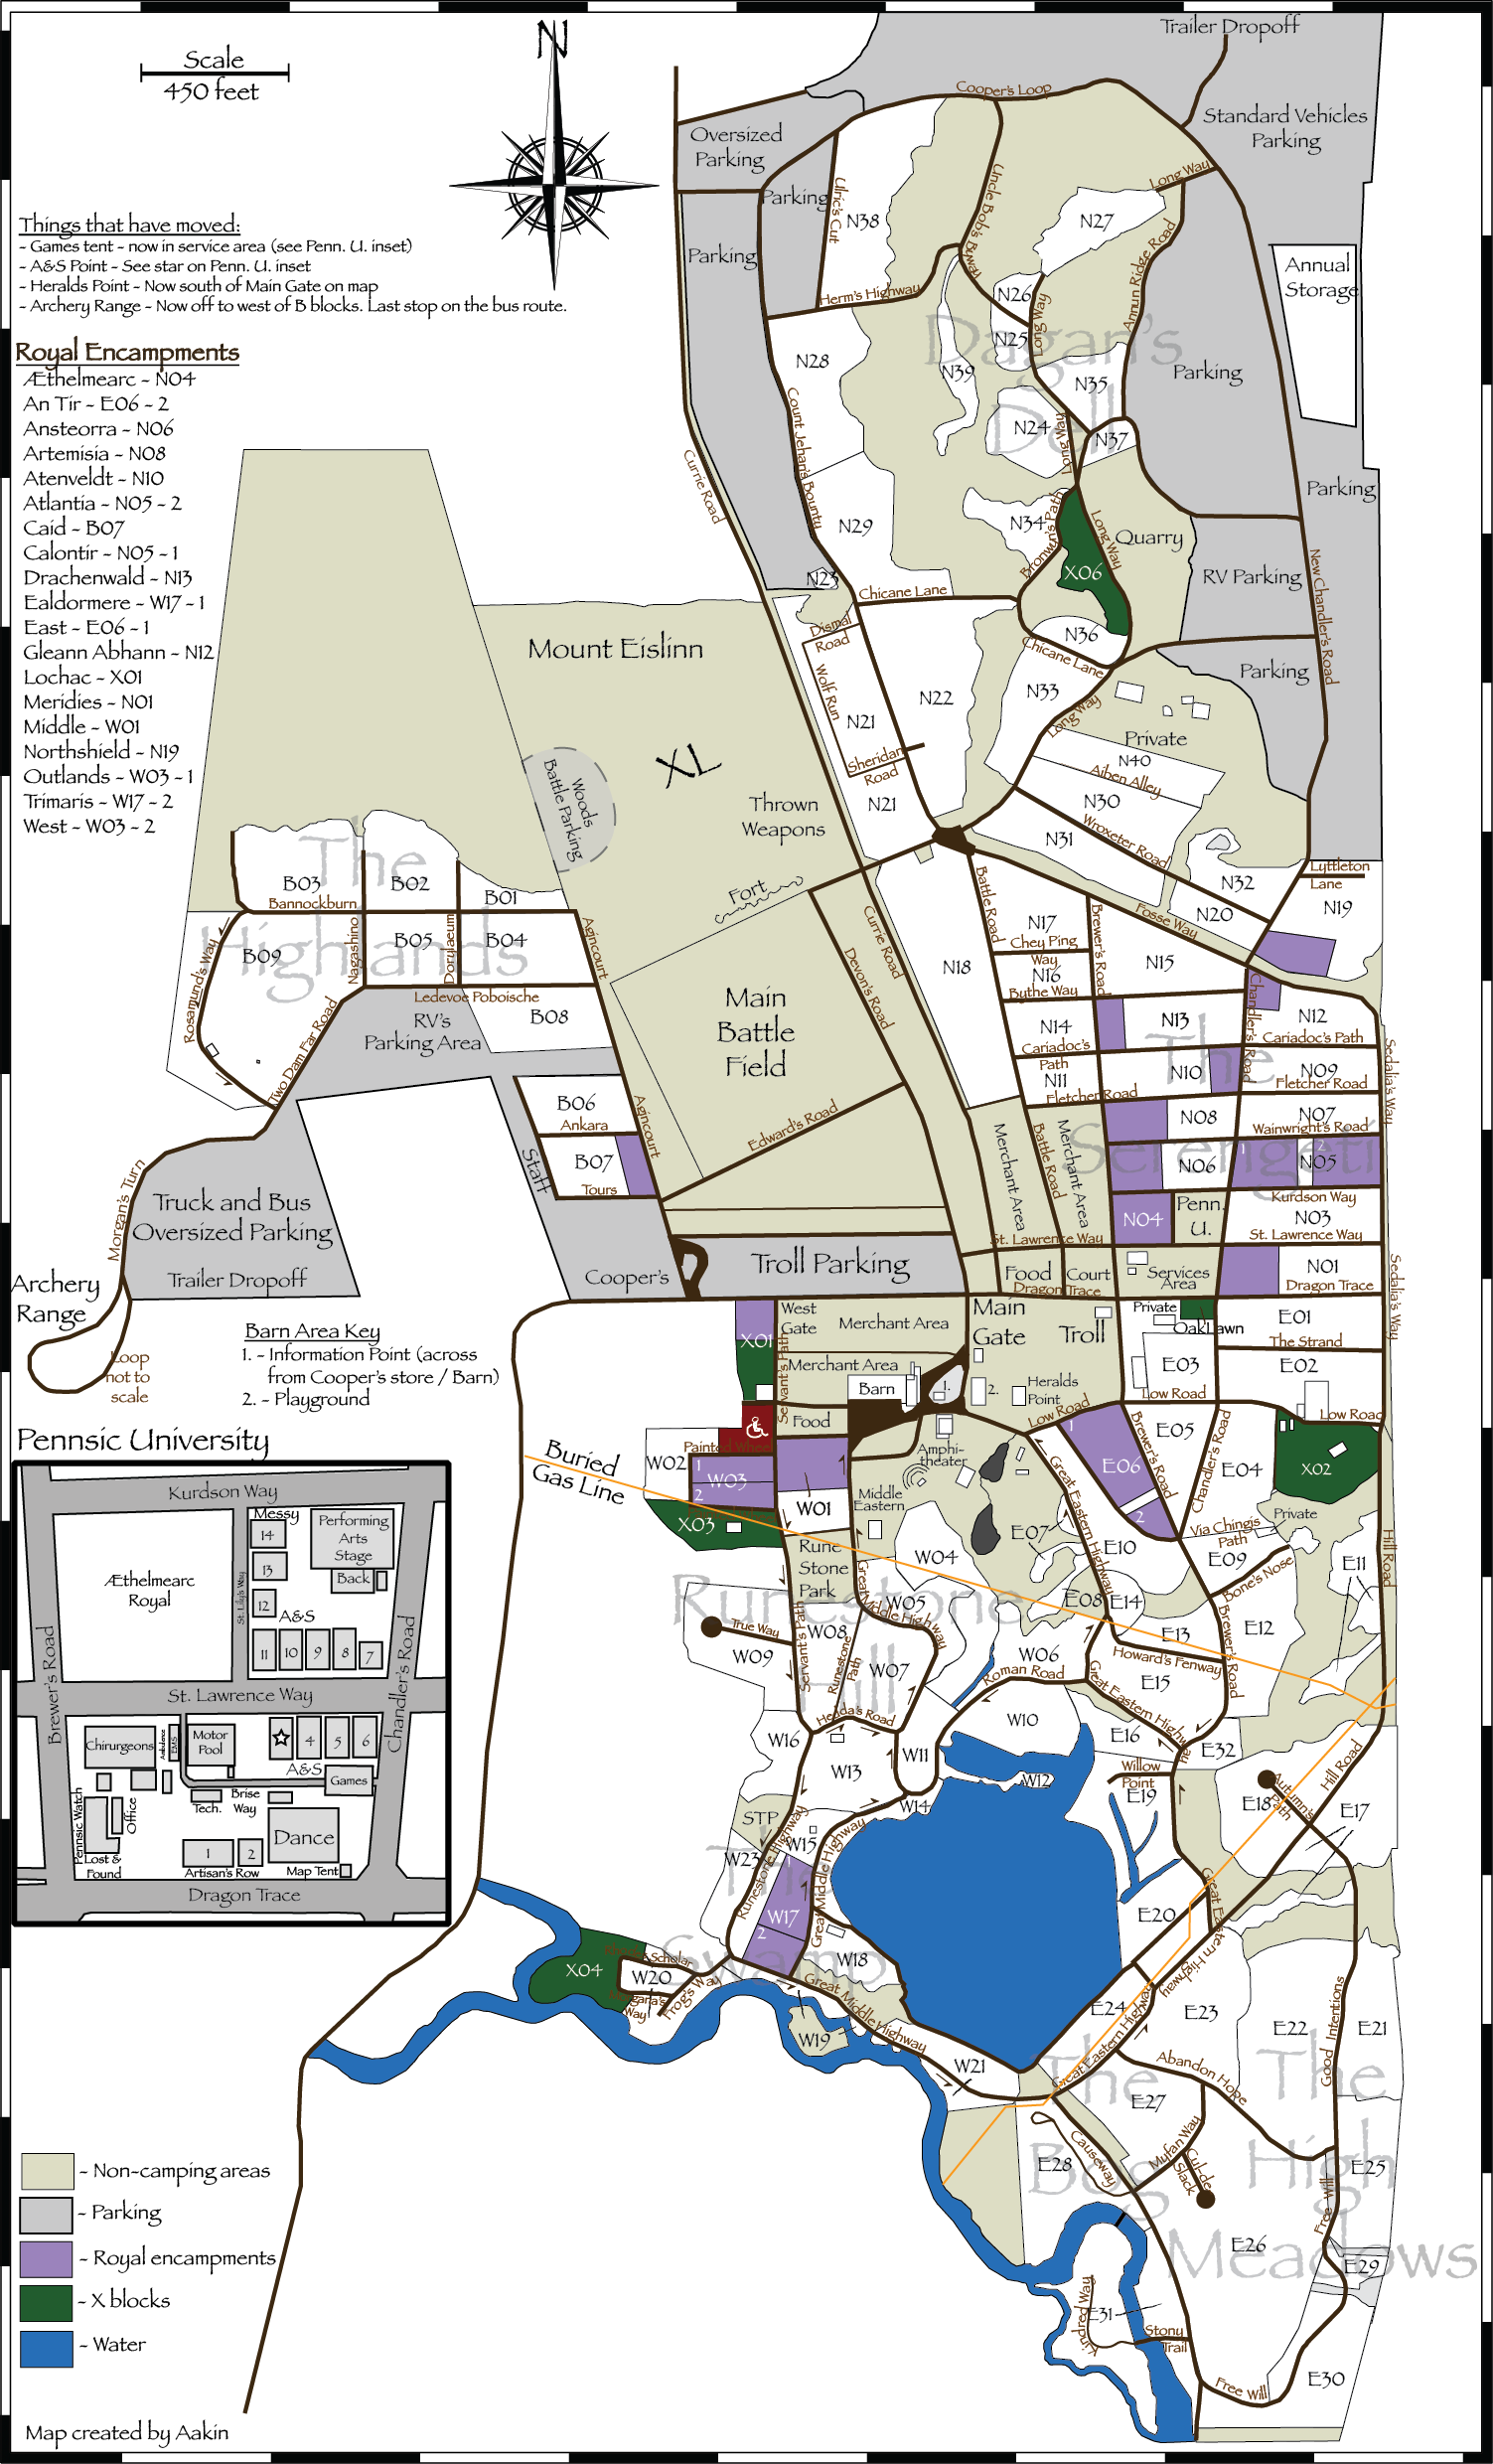 N
Scale
450 feet
Things that have moved:
- Games tent - now in service area (see Penn. U. inset)
- A&S Point - See star on Penn. U. inset
- Heralds Point - Now south of Main Gate on map
- Archery Range - Now off to west of B blocks. Last stop on the bus route.
Royal Encampments
Æthelmearc - N04
An Tir - E06 - 2
Ansteorra - N06
Artemisia - N08
Atenveldt - N10
Atlantia - N05 - 2
Caid - B07
Calontir - N05 - 1
Drachenwald - N13
Ealdormere - W17 - 1
East - E06 - 1
Gleann Abhann - N12
Lochac - X01
Meridies - N01
Middle - W01
Northshield - N19
Outlands - W03 - 1
Trimaris - W17 - 2
West - W03 - 2
Trailer Dropoff
Cooper's Loop
Standard Vehicles
Parking
Oversized
Parking
Parking
Ulric's Cut
N38
Uncle Bob's Byway
Long Way
N27
Annun Ridge Road
Parking
Herm's Highway
N26
Long Way
N25
Annual
Storage
Dagan's
Dell
N28
N39
N35
Parking
Count Jehan's Bounty
N24
Long Way
N37
Currie Road
Parking
N29
N34
Bronwyn's Path
Long Way
Quarry
X06
RV Parking
New Chandler's Road
N23
Chicane Lane
Dismal
Road
N36
Chicane Lane
Mount Eislinn
Wolf Run
N21
N22
N33
Long Way
Parking
Private
XL
Sheridan
Road
N21
N40
Aiben Alley
N30
Wroxeter Road
N31
Woods
Battle Parking
Thrown
Weapons
Fort
N32
Lyttleton
Lane
N19
N20
Fosse Way
The
Highlands
B03
B02
B01
Bannockburn
B09
B05
B04
Rosamund's Way
Nagashino
Dorylaeum
Agincourt
Ledevoe Poboische
B08
RV's
Parking Area
Two Dam Far Road
Main
Battle
Field
Devon's Road
Currie Road
N18
Battle Road
N17
Chey Ping
Way
N16
Bythe Way
Brewer's Road
N15
N14
Cariadoc's
Path
N13
Chandler's Road
N12
Cariadoc's Path
N11
Fletcher Road
N10
N09
Fletcher Road
Sedalia's Way
The
Serengeti
N08
N07
Wainwright's Road
N06
1
2
N05
Kurdson Way
N04
Penn.
U.
N03
St. Lawrence Way
B06
Ankara
Agincourt
B07
Tours
Staff
Edward's Road
Merchant Area
Battle Road
Merchant Area
St. Lawrence Way
Morgan's Turn
Truck and Bus
Oversized Parking
Trailer Dropoff
Cooper's
Troll Parking
Food
Court
Dragon Trace
Services
Area
N01
Dragon Trace
Sedalia's Way
Archery
Range
Loop
not to
scale
Barn Area Key
1. - Information Point (across
from Cooper's store / Barn)
2. - Playground
West
Gate
Merchant Area
X01
Servant's Path
Merchant Area
Barn
1.
2.
Main
Gate
Troll
Heralds
Point
Private
OakLawn
E01
The Strand
E03
E02
Low Road
Low Road
Low Road
Food
Painted Wheel
W02
1
W03
2
W01
X03
Buried
Gas Line
Amphi-
theater
Middle
Eastern
1
E06
2
Brewer's Road
E05
Chandler's Road
E04
X02
Via Chingis
Path
Private
Great Eastern Highway
E07
E10
E09
Bone's Nose
E11
Hill Road
Rune
Stone
Park
W04
Great Middle Highway
W05
E08
E14
E12
E13
Howard's Fenway
Brewer's Road
Runestone
Hill
True Way
W09
Servant's Path
W08
Runestone
Path
W07
W06
Roman Road
E15
Great Eastern Highway
Hedda's Road
W16
W13
W11
W10
E16
E32
Willow
Point
E19
W12
W14
E18
Autumn's
Path
Hill Road
E17
STP
W15
W23
Runestone Highway
Great Middle Highway
1
W17
2
The
Swamp
W18
E20
Great Eastern Highway
X04
Scholar
W20
Morgana's
Way
Frog's Way
Great Middle Highway
W19
W21
E24
Great Eastern Highway
E23
E22
Good Intentions
E21
Abandon Hope
The
Bog
E27
Myfan Way
Cul-de
Slack
E28
Causeway
The
High
Meadows
E25
Free Will
E26
E29
E31
Kindred Way
Stony
Trail
Free Will
E30
Pennsic University
Kurdson Way
Messy
14
13
12
Performing
Arts
Stage
Back
Æthelmearc
Royal
St. Lily's Way
A&S
11
10
9
8
7
St. Lawrence Way
Brewer's Road
Chandler's Road
Chirurgeons
Ambulance
EMS
Motor
Pool
4
5
6
A&S
Games
Pennsic Watch
Office
Tech.
Brise
Way
Dance
Lost &
Found
1
2
Artisan's Row
Map Tent
Dragon Trace
- Non-camping areas
- Parking
- Royal encampments
- X blocks
- Water
Map created by Aakin